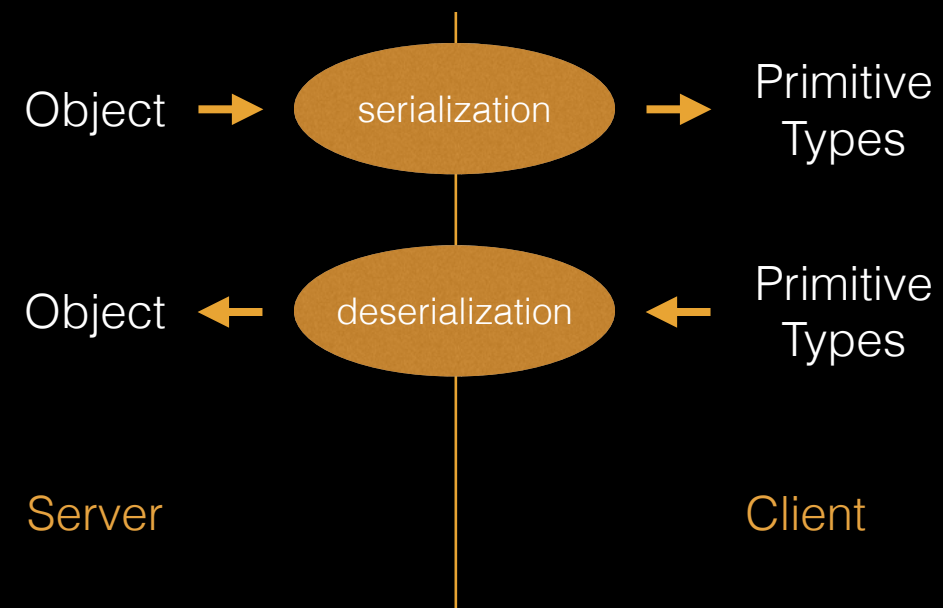 Object
serialization
Primitive
Types
Object
deserialization
Primitive
Types
Server
Client